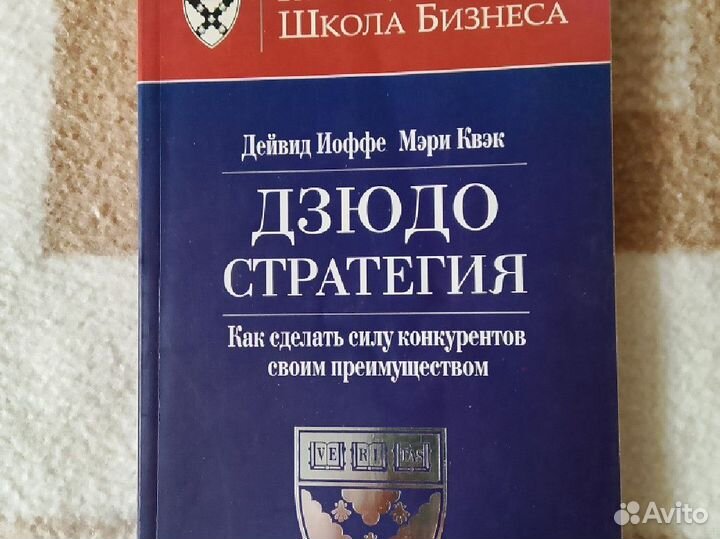 Школа Бизнеса
Дейвид Иоффе Мэри Квэк
ДЗЮДО
СТРАТЕГИЯ
Как сделать силу конкурентов
своим преимуществом
VE RI TAS
Avito